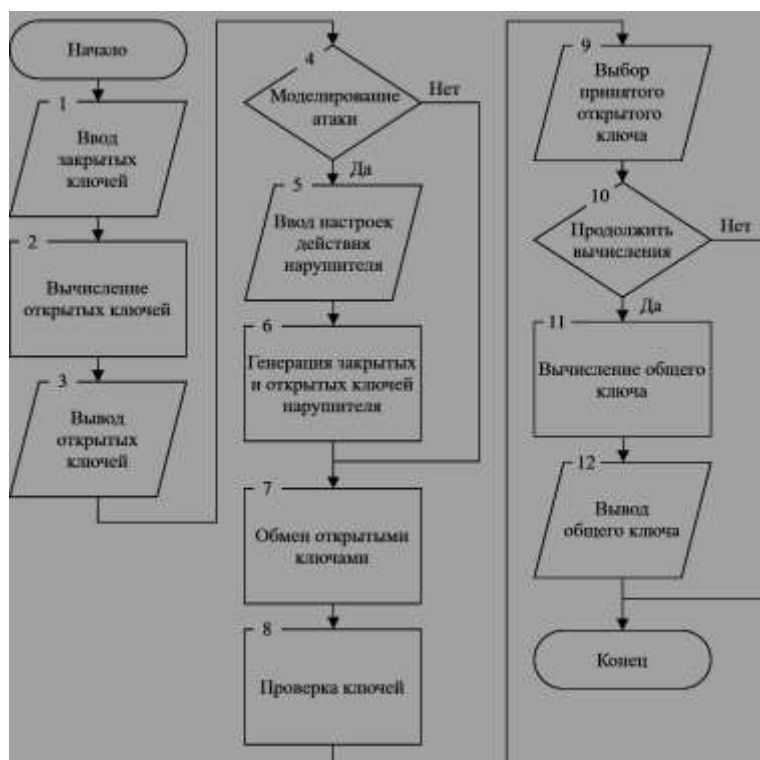 Начало
1
Ввод
закрытых
ключей
2
Вычисление
открытых ключей
3
Вывод
открытых
ключей
4
Моделирование
атаки
Нет
Да
5
Ввод настроек
действия
нарушителя
6
Генерация закрытых
и открытых ключей
нарушителя
7
Обмен открытыми
ключами
8
Проверка ключей
9
Выбор
принятого
открытого
ключа
10
Продолжить
вычисления
Нет
Да
11
Вычисление общего
ключа
12
Вывод
общего ключа
Конец